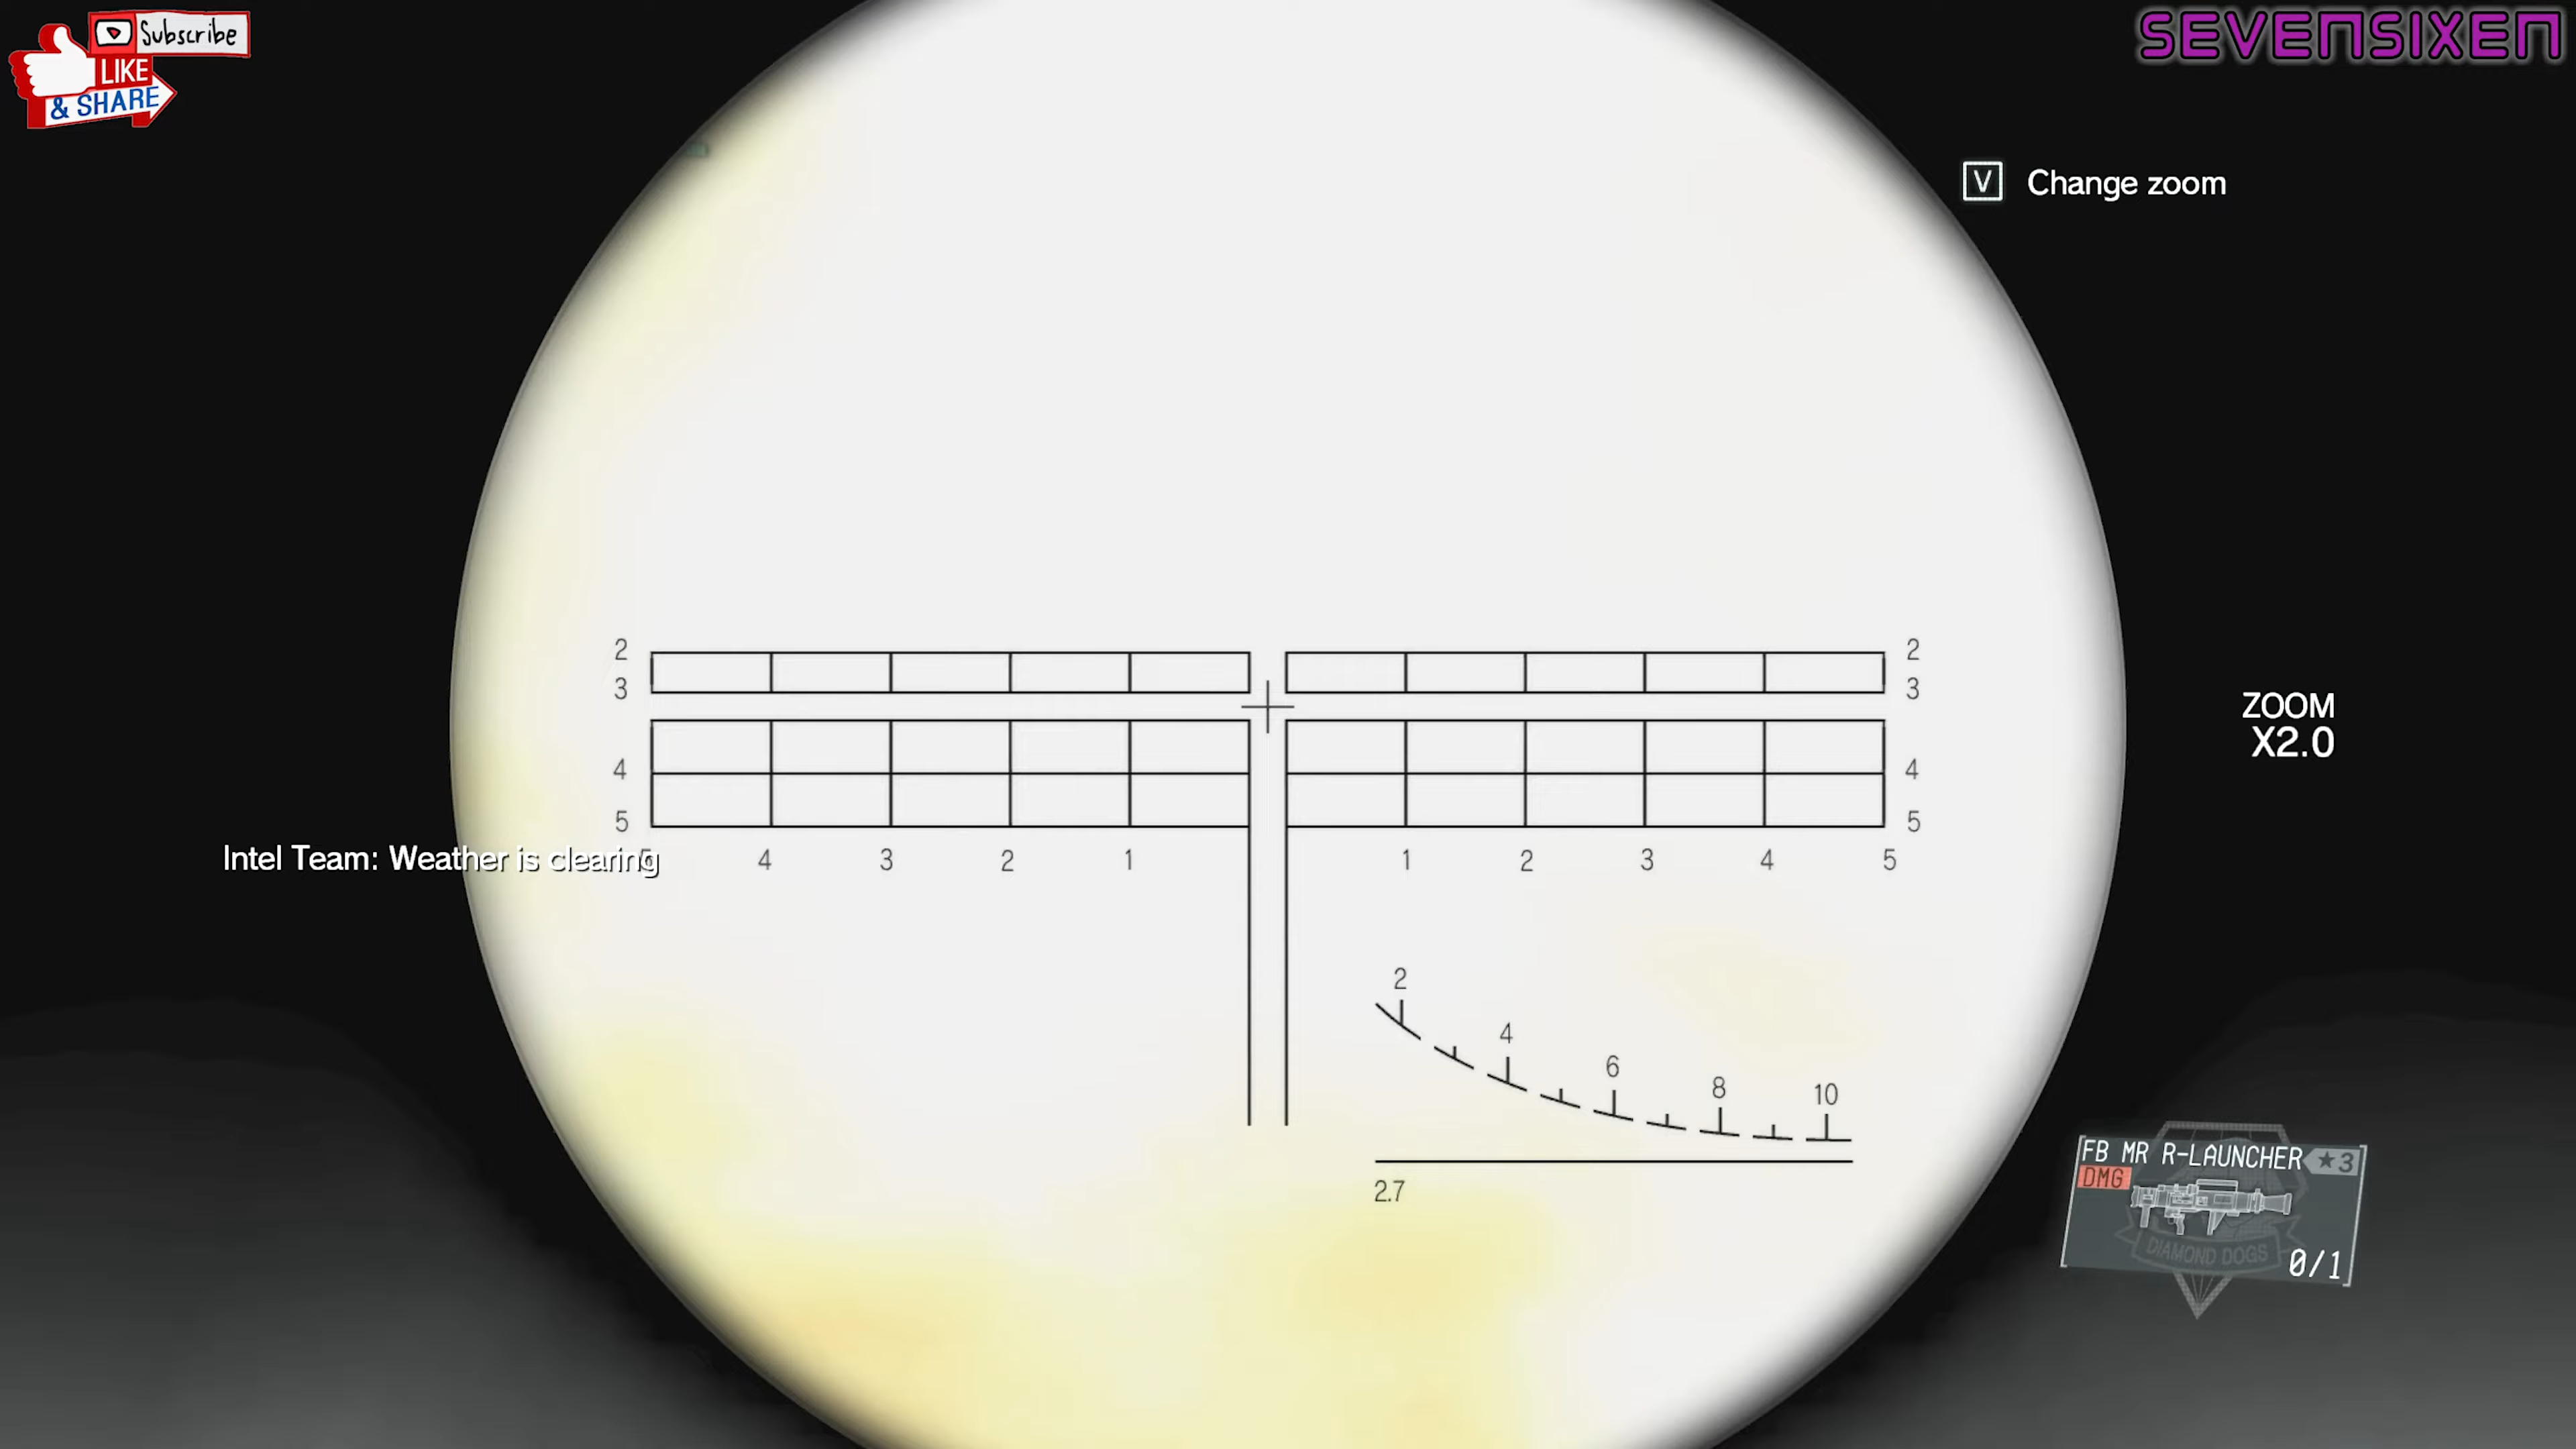 Subscribe
LIKE
& SHARE
SEVENSIXEN
V Change zoom
2 2
3 3
ZOOM
X2.0
4 4
5 5
Intel Team: Weather is clearing
5 4 3 2 1 1 2 3 4 5
2
4
6
8
10
2.7
FB MR R-LAUNCHER ★3
DMG
DIAMOND DOGS
0/1